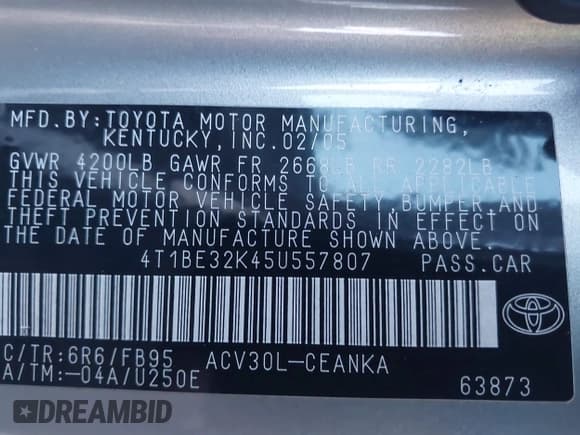 MFD.BY:TOYOTA MOTOR MANUFACTURING,
KENTUCKY, INC.02/05
GVWR 4200LB GAWR FR 2668LB RR 2282LB
THIS VEHICLE CONFORMS TO ALL APPLICABLE
FEDERAL MOTOR VEHICLE SAFETY BUMPER AND
THEFT PREVENTION STANDARDS IN EFFECT ON
THE DATE OF MANUFACTURE SHOWN ABOVE.
4T1BE32K45U557807 PASS.CAR
C/TR:6R6/FB95 ACV30L-CEANKA
A/TM:-04A/U250E 63873
DREAMBID